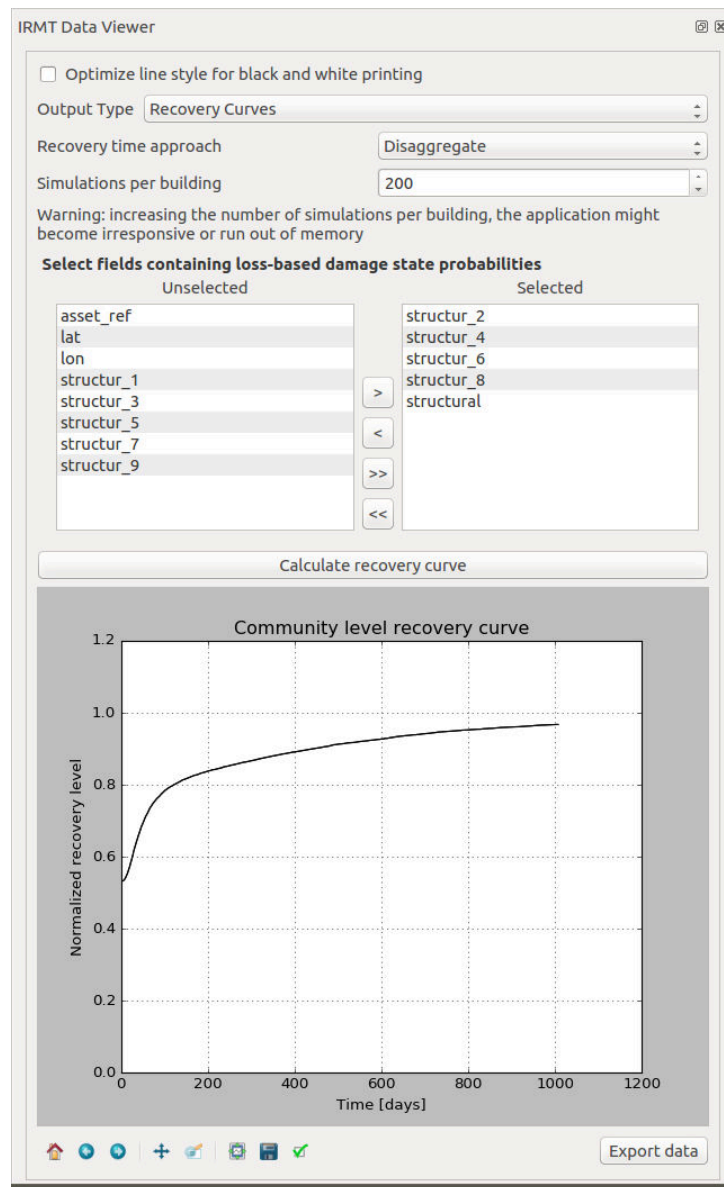 IRMT Data Viewer
Optimize line style for black and white printing
Output Type Recovery Curves
Recovery time approach Disaggregate
Simulations per building 200
Warning: increasing the number of simulations per building, the application might
become irresponsive or run out of memory
Select fields containing loss-based damage state probabilities
Unselected Selected
asset_ref
lat
lon
structur_1
structur_3
structur_5
structur_7
structur_9
>
<
>>
<<
structur_2
structur_4
structur_6
structur_8
structural
Calculate recovery curve
Community level recovery curve
1.2
1.0
0.8
0.6
0.4
0.2
0.0
Normalized recovery level
0 200 400 600 800 1000 1200
Time [days]
Export data